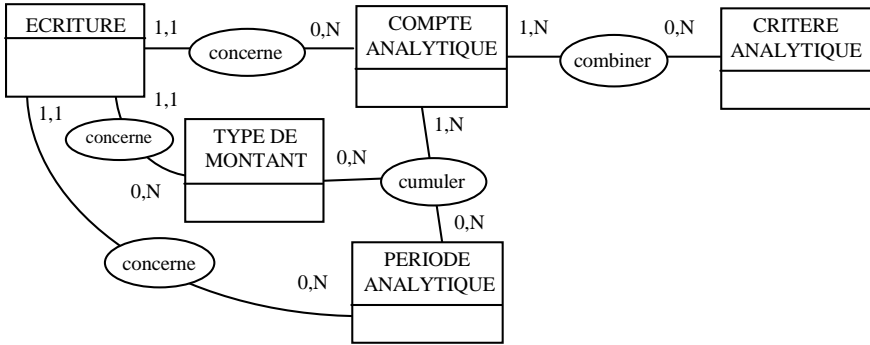 ECRITURE
1,1
concerne
0,N
COMPTE
ANALYTIQUE
1,N
combiner
0,N
CRITERE
ANALYTIQUE
1,1
1,1
concerne
0,N
TYPE DE
MONTANT
0,N
1,N
cumuler
0,N
concerne
0,N
PERIODE
ANALYTIQUE